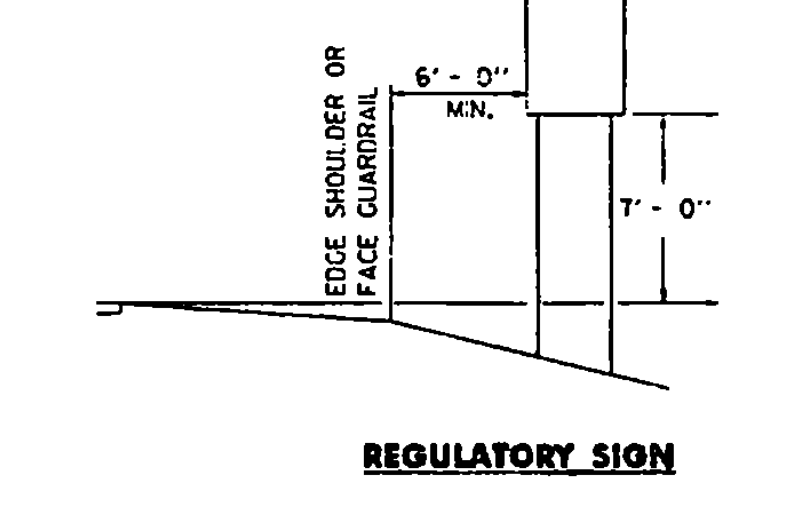 EDGE SHOULDER OR
FACE GUARDRAIL
6' - 0"
MIN.
7' - 0"
REGULATORY SIGN